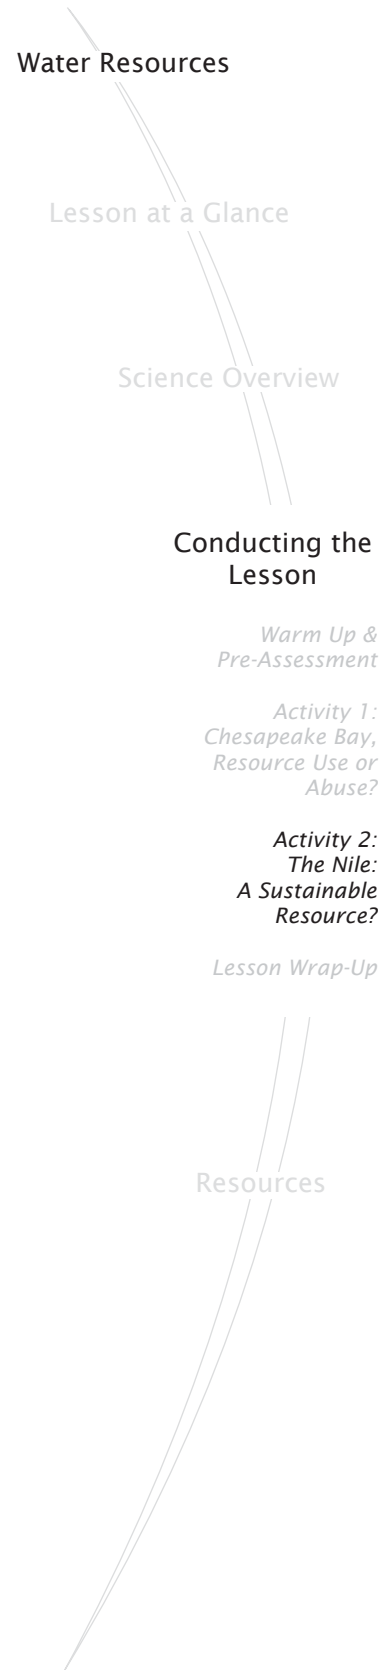 Water Resources
Lesson at a Glance
Science Overview
Conducting the
Lesson
Warm Up &
Pre-Assessment
Activity 1:
Chesapeake Bay,
Resource Use or
Abuse?
Activity 2:
The Nile:
A Sustainable
Resource?
Lesson Wrap-Up
Resources